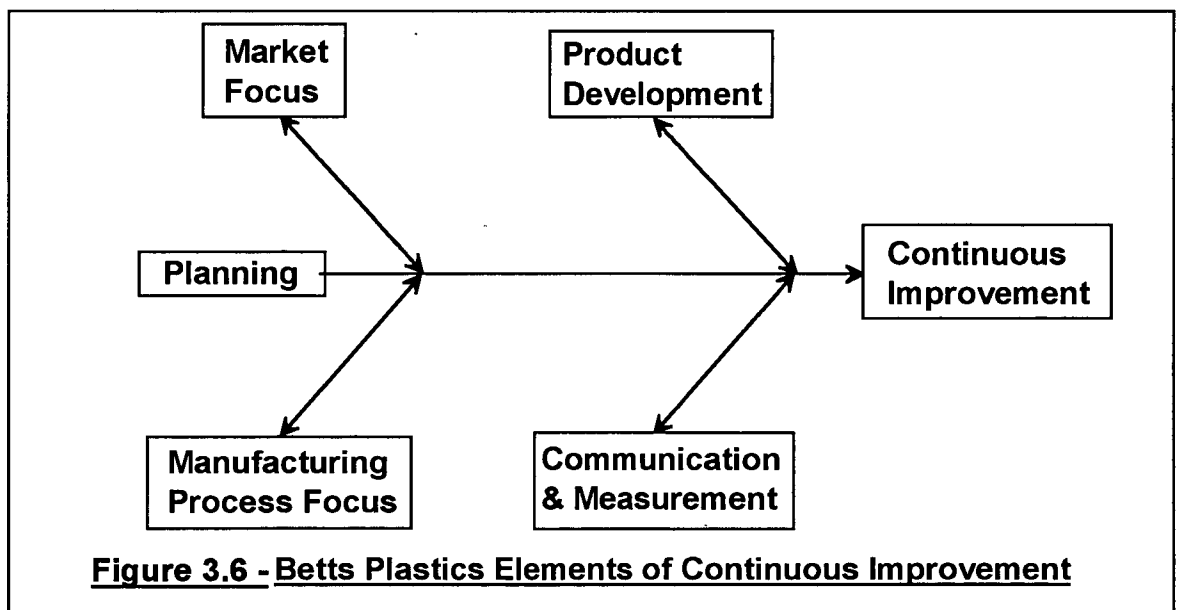 Market
Focus
Product
Development
Planning
Continuous
Improvement
Manufacturing
Process Focus
Communication
& Measurement
Figure 3.6 - Betts Plastics Elements of Continuous Improvement